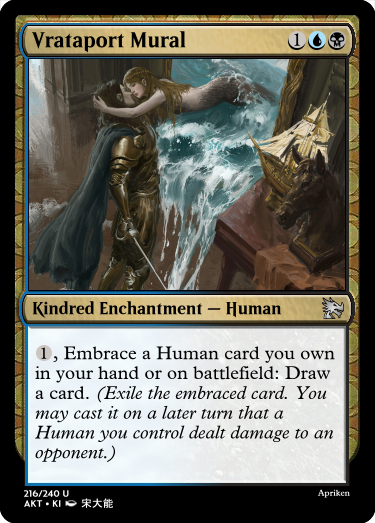 Vrataport Mural
1
Kindred Enchantment — Human
1, Embrace a Human card you own
in your hand or on battlefield: Draw
a card. (Exile the embraced card. You
may cast it on a later turn that a
Human you control dealt damage to an
opponent.)
216/240 U
Apriken
AKT • KI 宋大能